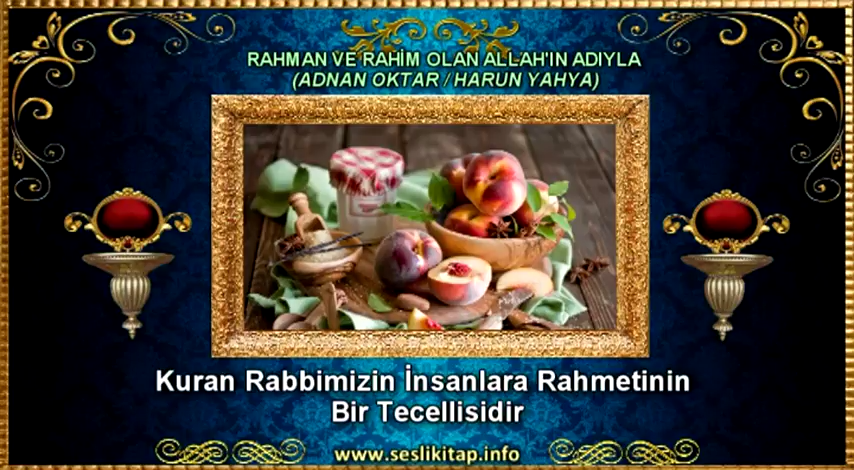 RAHMAN VE RAHİM OLAN ALLAH'IN ADIYLA
(ADNAN OKTAR / HARUN YAHYA)
Kuran Rabbimizin İnsanlara Rahmetinin
Bir Tecellisidir
www.seslikitap.info